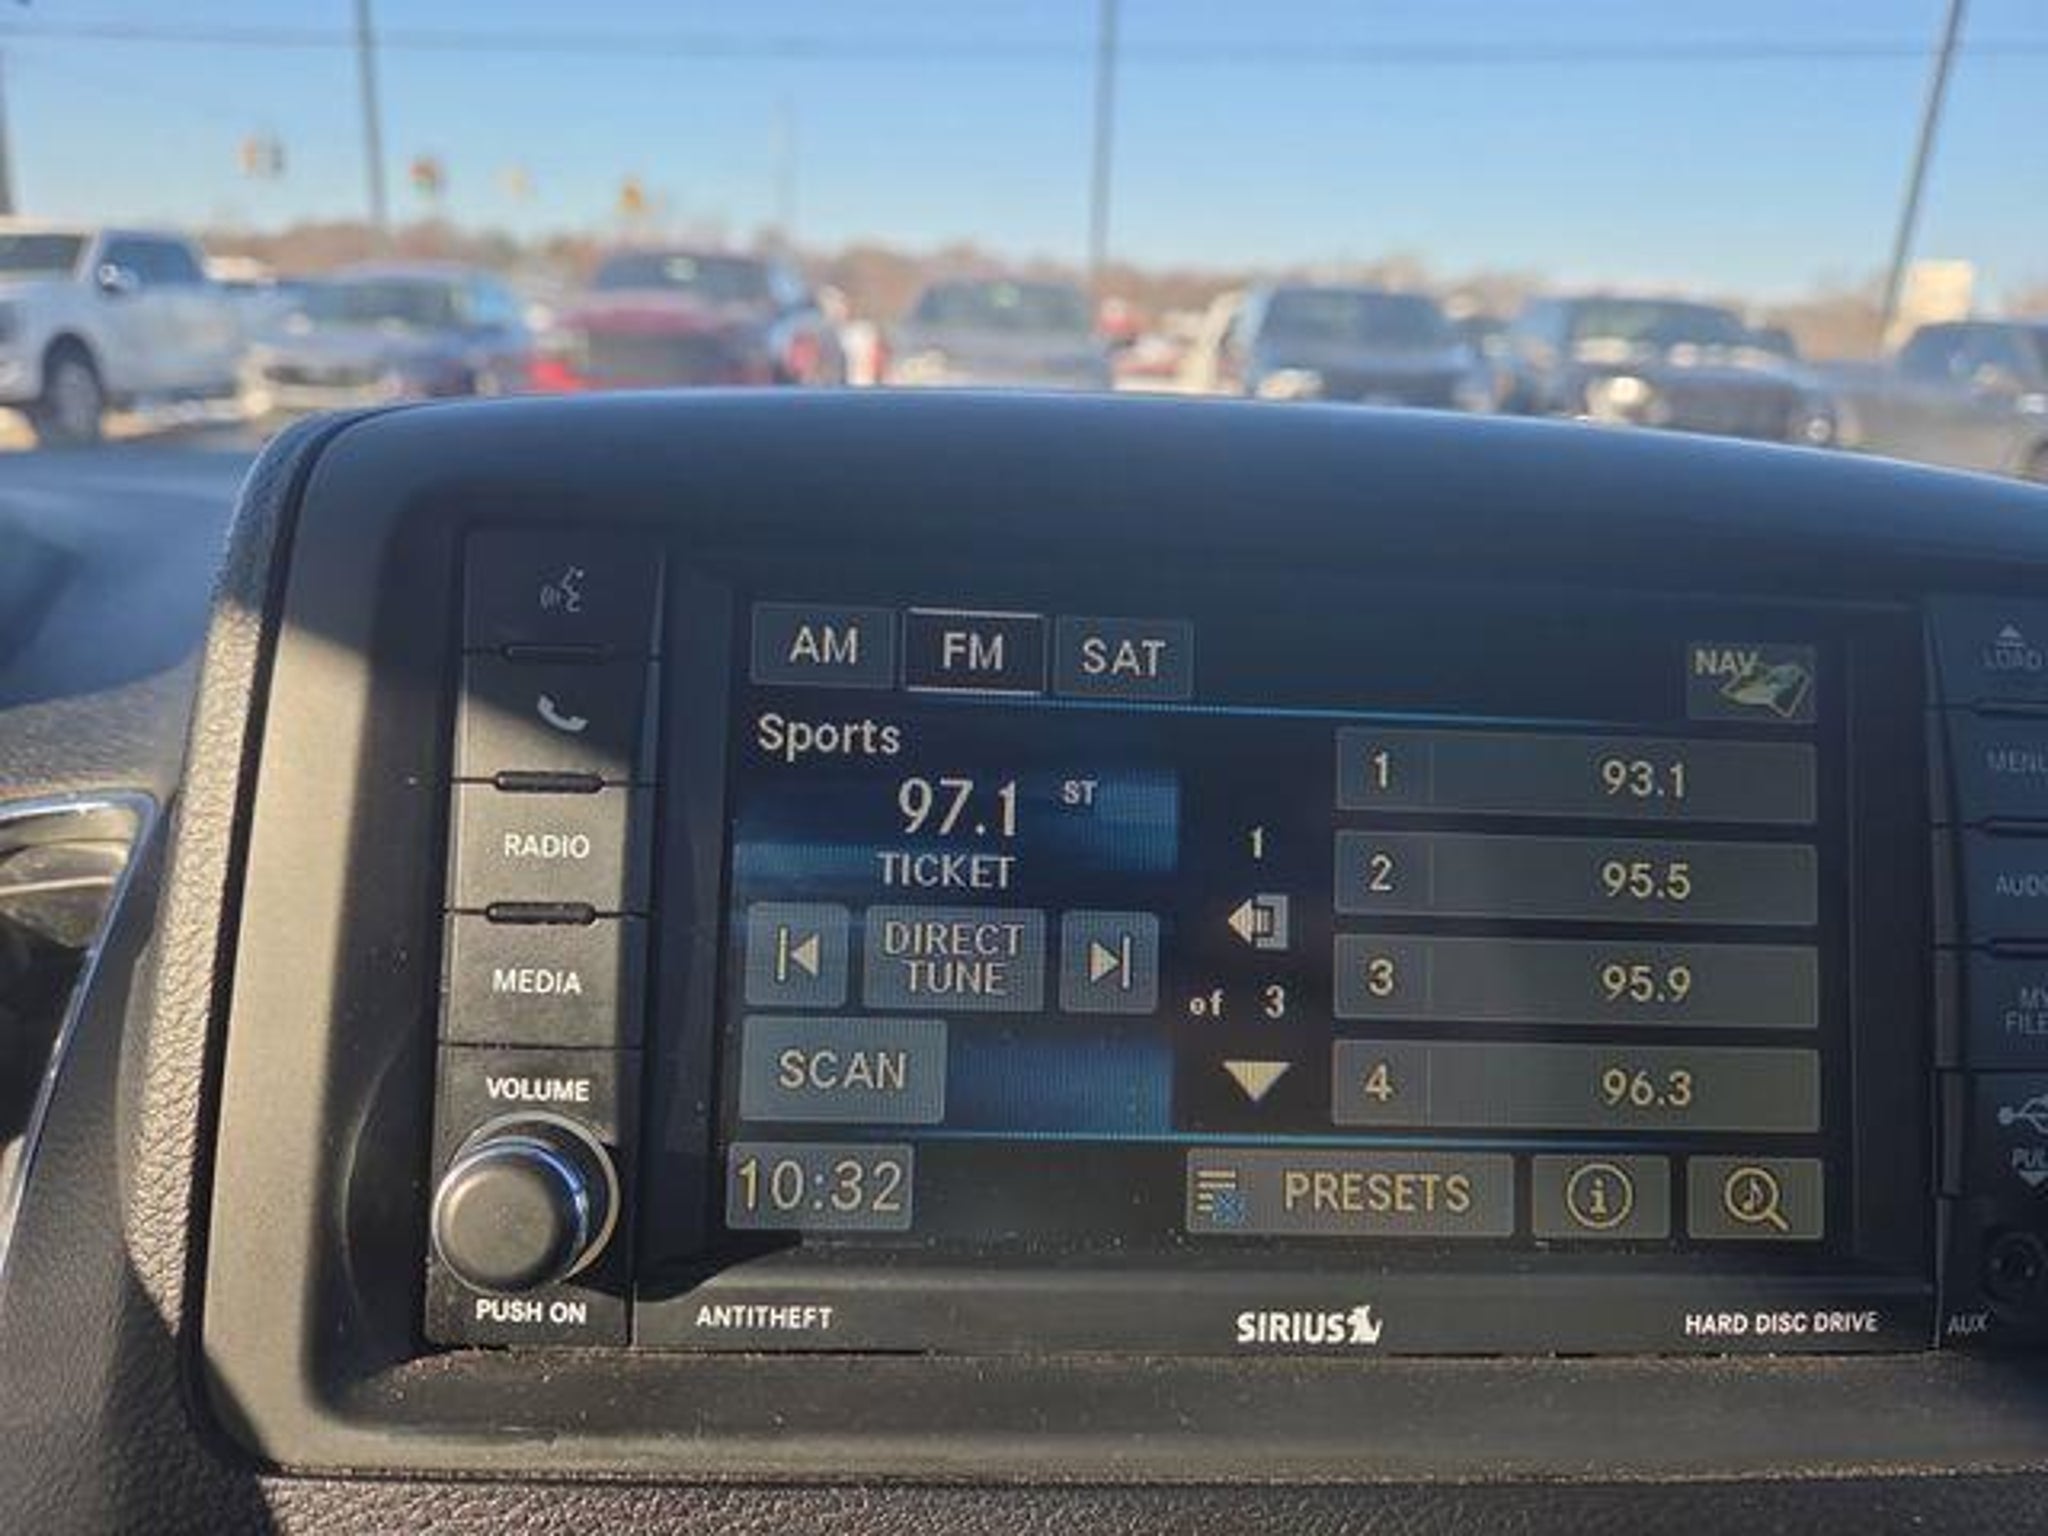 AM FM SAT
NAV
Sports
97.1 ST
TICKET
DIRECT
TUNE
SCAN
10:32
1
of 3
1 93.1
2 95.5
3 95.9
4 96.3
PRESETS
RADIO
MEDIA
VOLUME
PUSH ON
ANTITHEFT
SIRIUS
HARD DISC DRIVE
LOAD
AUX